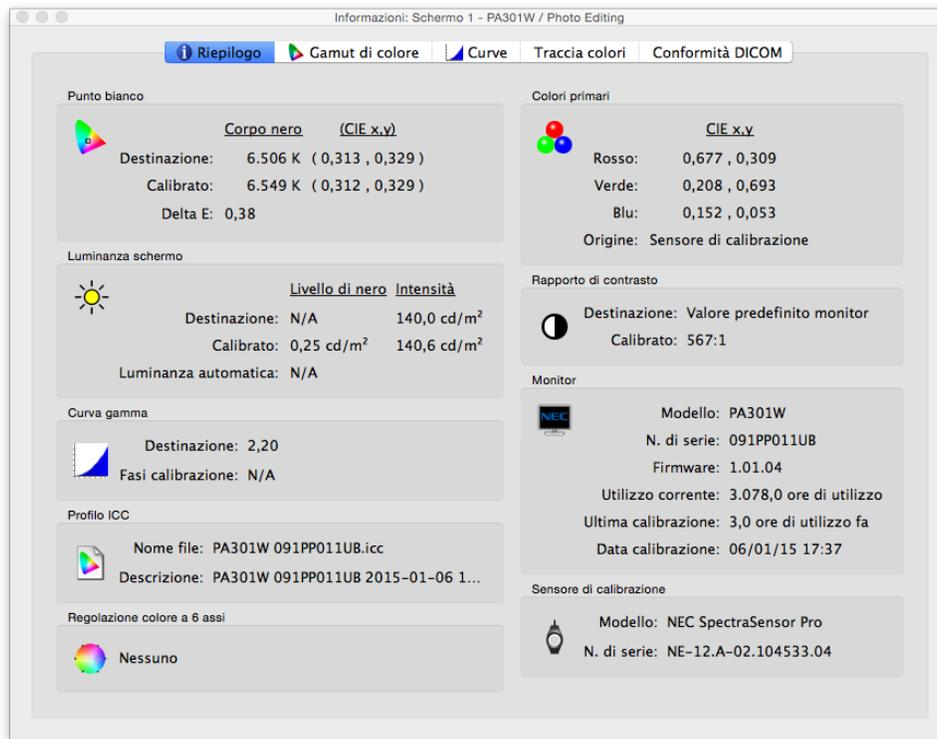 Informazioni: Schermo 1 - PA301W / Photo Editing
Riepilogo Gamut di colore Curve Traccia colori Conformità DICOM
Punto bianco
Corpo nero (CIE x,y)
Destinazione: 6.506 K ( 0,313 , 0,329 )
Calibrato: 6.549 K ( 0,312 , 0,329 )
Delta E: 0,38
Luminanza schermo
Livello di nero Intensità
Destinazione: N/A 140,0 cd/m²
Calibrato: 0,25 cd/m² 140,6 cd/m²
Luminanza automatica: N/A
Curva gamma
Destinazione: 2,20
Fasi calibrazione: N/A
Profilo ICC
Nome file: PA301W 091PP011UB.icc
Descrizione: PA301W 091PP011UB 2015-01-06 1...
Regolazione colore a 6 assi
Nessuno
Colori primari
CIE x,y
Rosso: 0,677 , 0,309
Verde: 0,208 , 0,693
Blu: 0,152 , 0,053
Origine: Sensore di calibrazione
Rapporto di contrasto
Destinazione: Valore predefinito monitor
Calibrato: 567:1
Monitor
NEC
Modello: PA301W
N. di serie: 091PP011UB
Firmware: 1.01.04
Utilizzo corrente: 3.078,0 ore di utilizzo
Ultima calibrazione: 3,0 ore di utilizzo fa
Data calibrazione: 06/01/15 17:37
Sensore di calibrazione
Modello: NEC SpectraSensor Pro
N. di serie: NE-12.A-02.104533.04